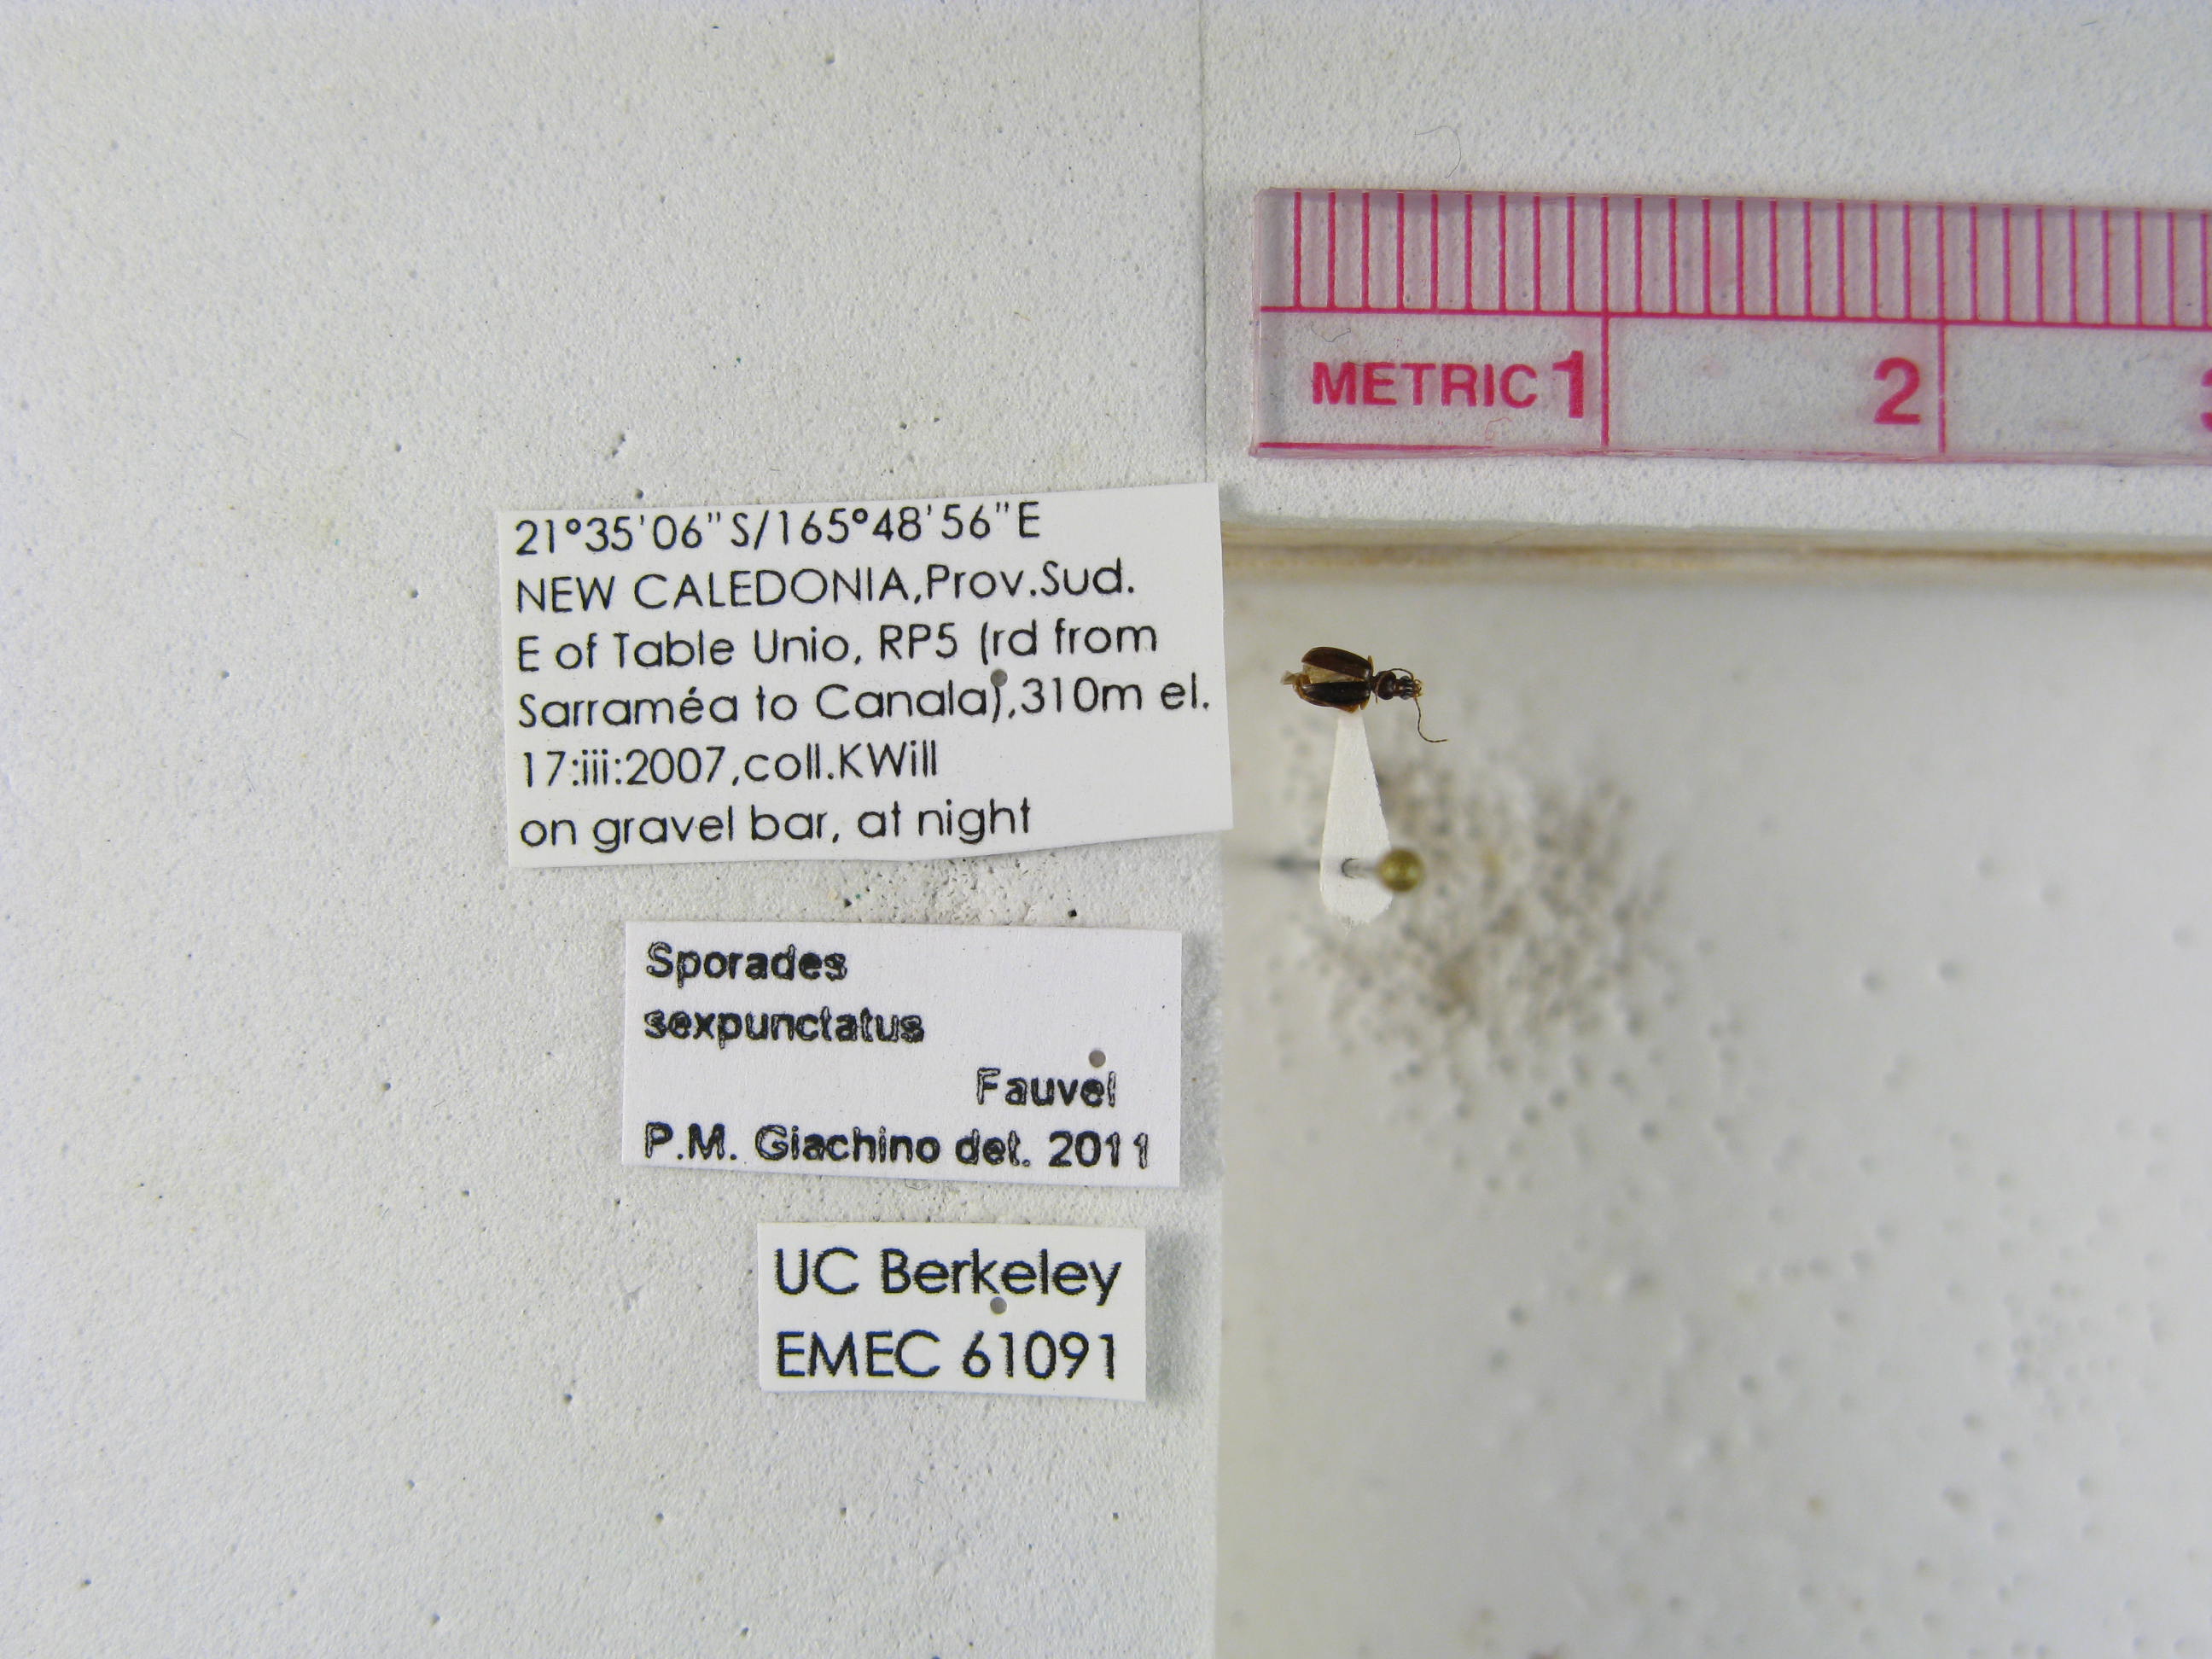 METRIC 1 2 3
21°35'06"S/165°48'56"E
NEW CALEDONIA,Prov.Sud.
E of Table Unio, RP5 (rd from
Sarraméa to Canala),310m el.
17:iii:2007,coll.KWill
on gravel bar, at night
Sporades
sexpunctatus
Fauvel
P.M. Giachino det. 2011
UC Berkeley
EMEC 61091